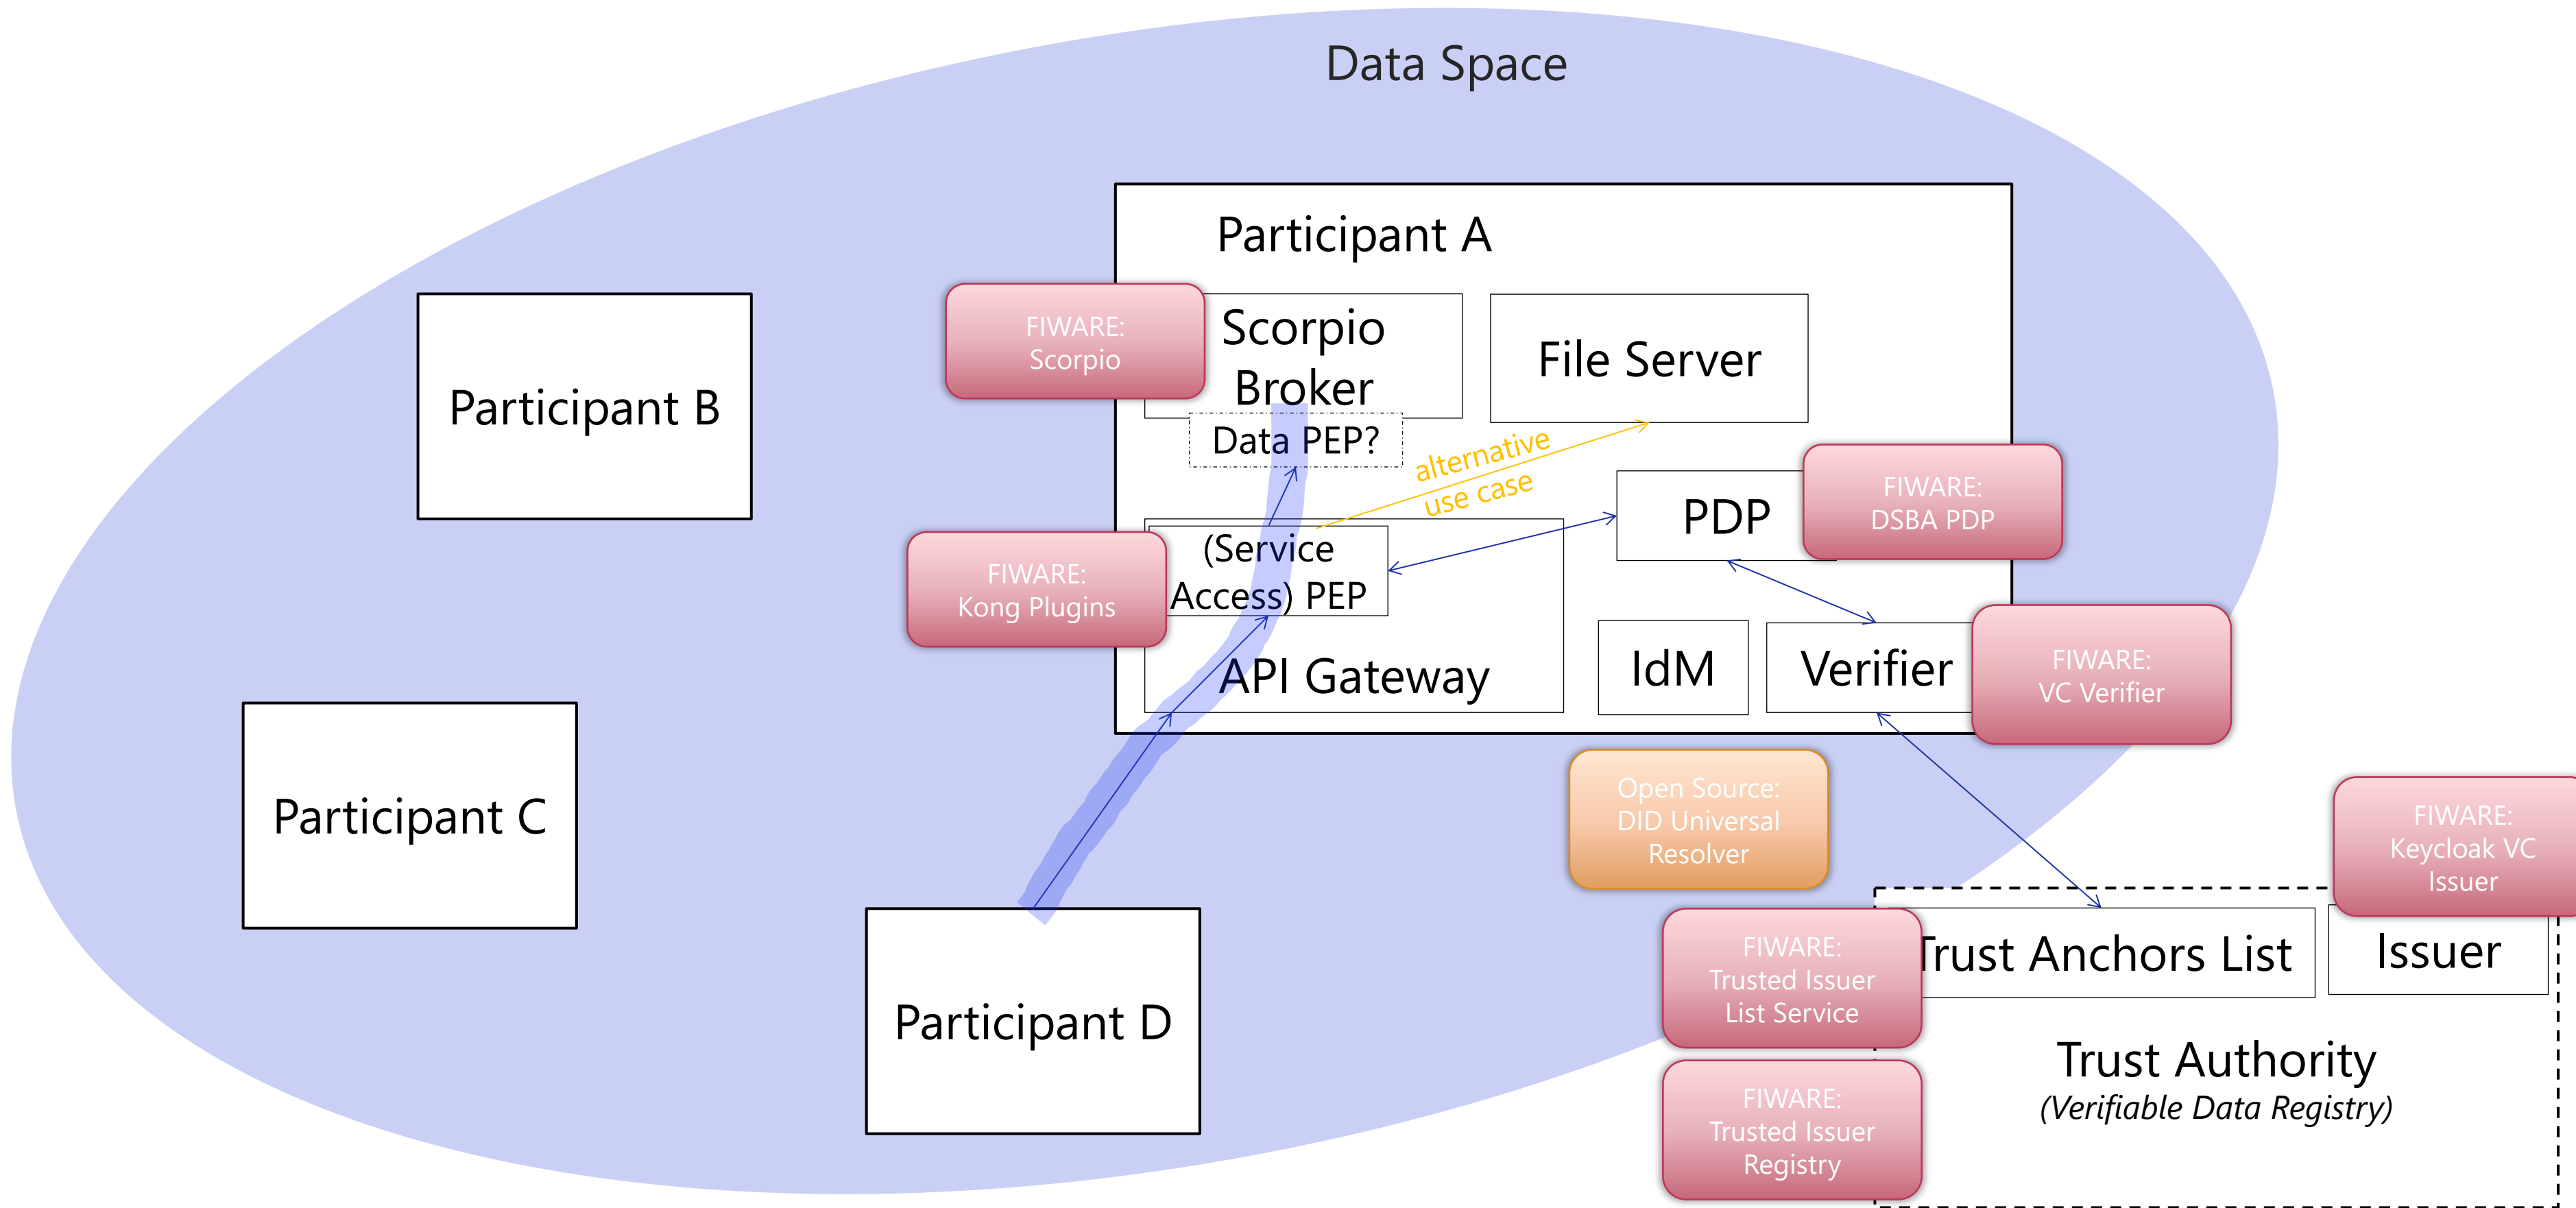 Data Space
Participant A
FIWARE:
Scorpio
Scorpio
Broker
File Server
Participant B
Data PEP?
alternative
use case
FIWARE:
DSBA PDP
PDP
FIWARE:
Kong Plugins
(Service
Access) PEP
API Gateway
IdM
Verifier
FIWARE:
VC Verifier
Participant C
Open Source:
DID Universal
Resolver
FIWARE:
Keycloak VC
Issuer
Participant D
FIWARE:
Trusted Issuer
List Service
Trust Anchors List
Issuer
Trust Authority
(Verifiable Data Registry)
FIWARE:
Trusted Issuer
Registry